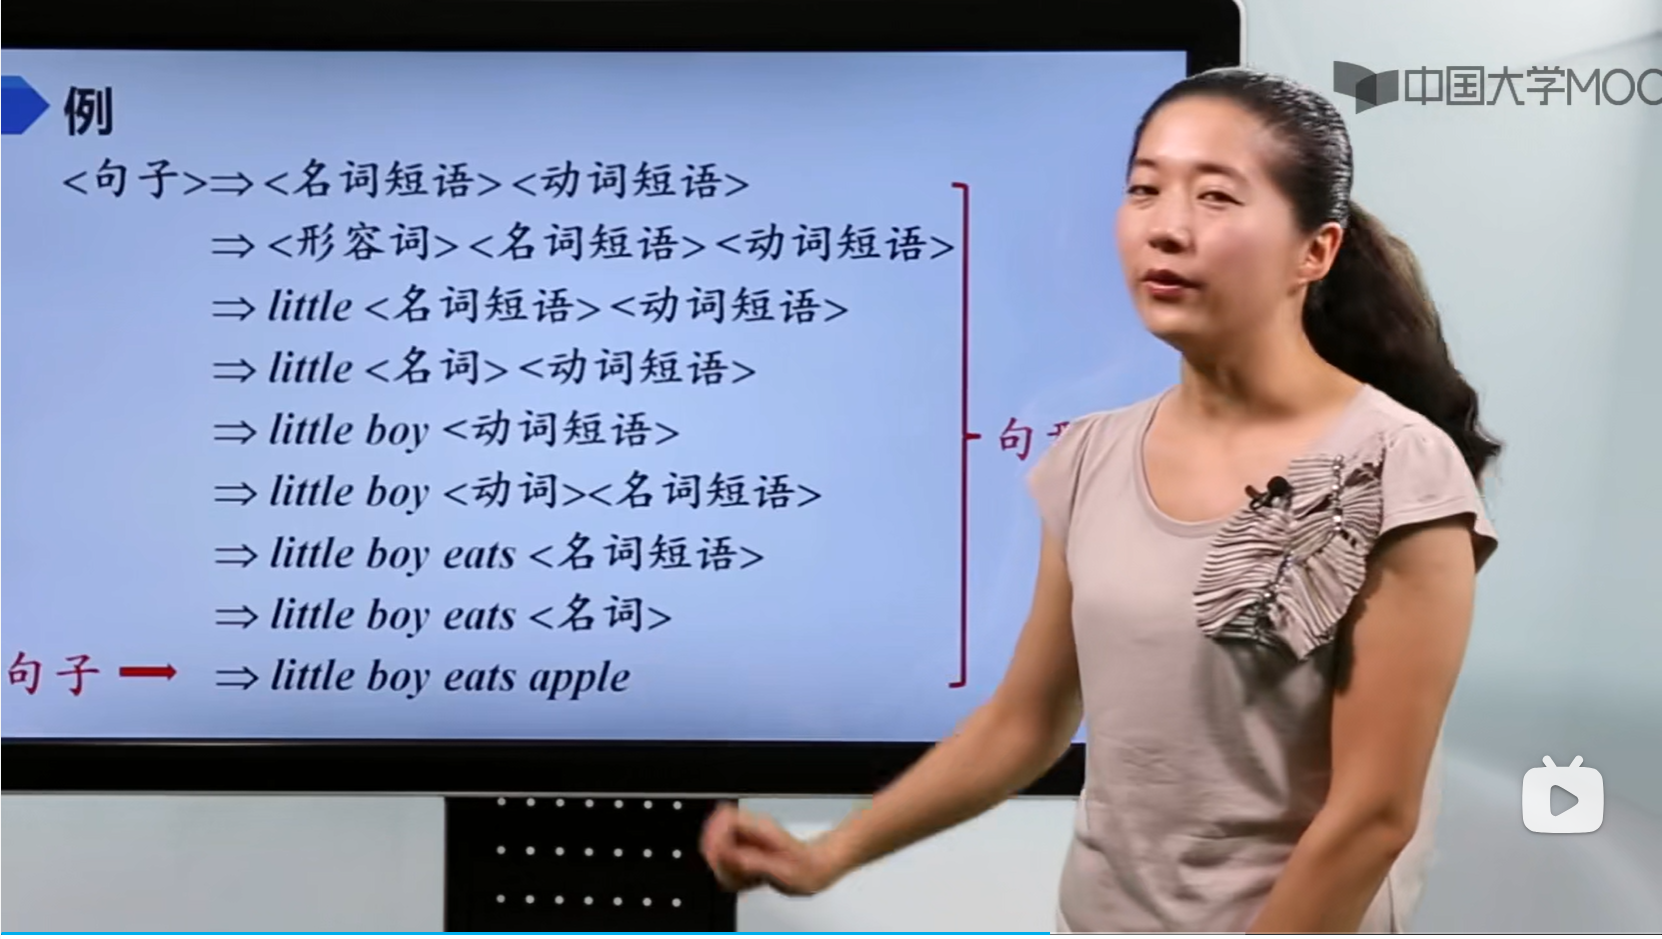 中国大学MOO
例
<句子>⇒<名词短语><动词短语>
⇒<形容词><名词短语><动词短语>
⇒little <名词短语><动词短语>
⇒little <名词><动词短语>
⇒little boy <动词短语>
⇒little boy <动词><名词短语>
⇒little boy eats <名词短语>
⇒little boy eats <名词>
⇒little boy eats apple
句子
句